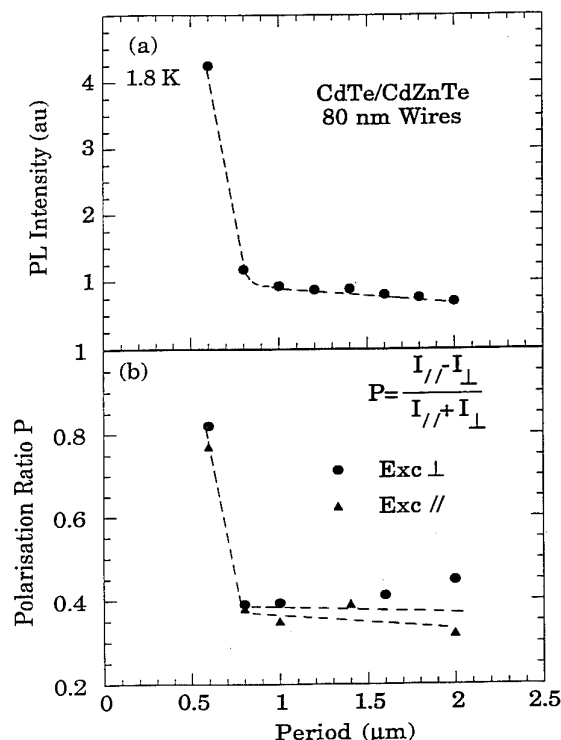 (a)
1.8 K
CdTe/CdZnTe
80 nm Wires
PL Intensity (au)
4
3
2
1
0
(b)
P= I// - I⊥ / I// + I⊥
Exc ⊥
Exc //
Polarisation Ratio P
1
0.8
0.6
0.4
0.2
0
0.5
1
1.5
2
2.5
Period (μm)